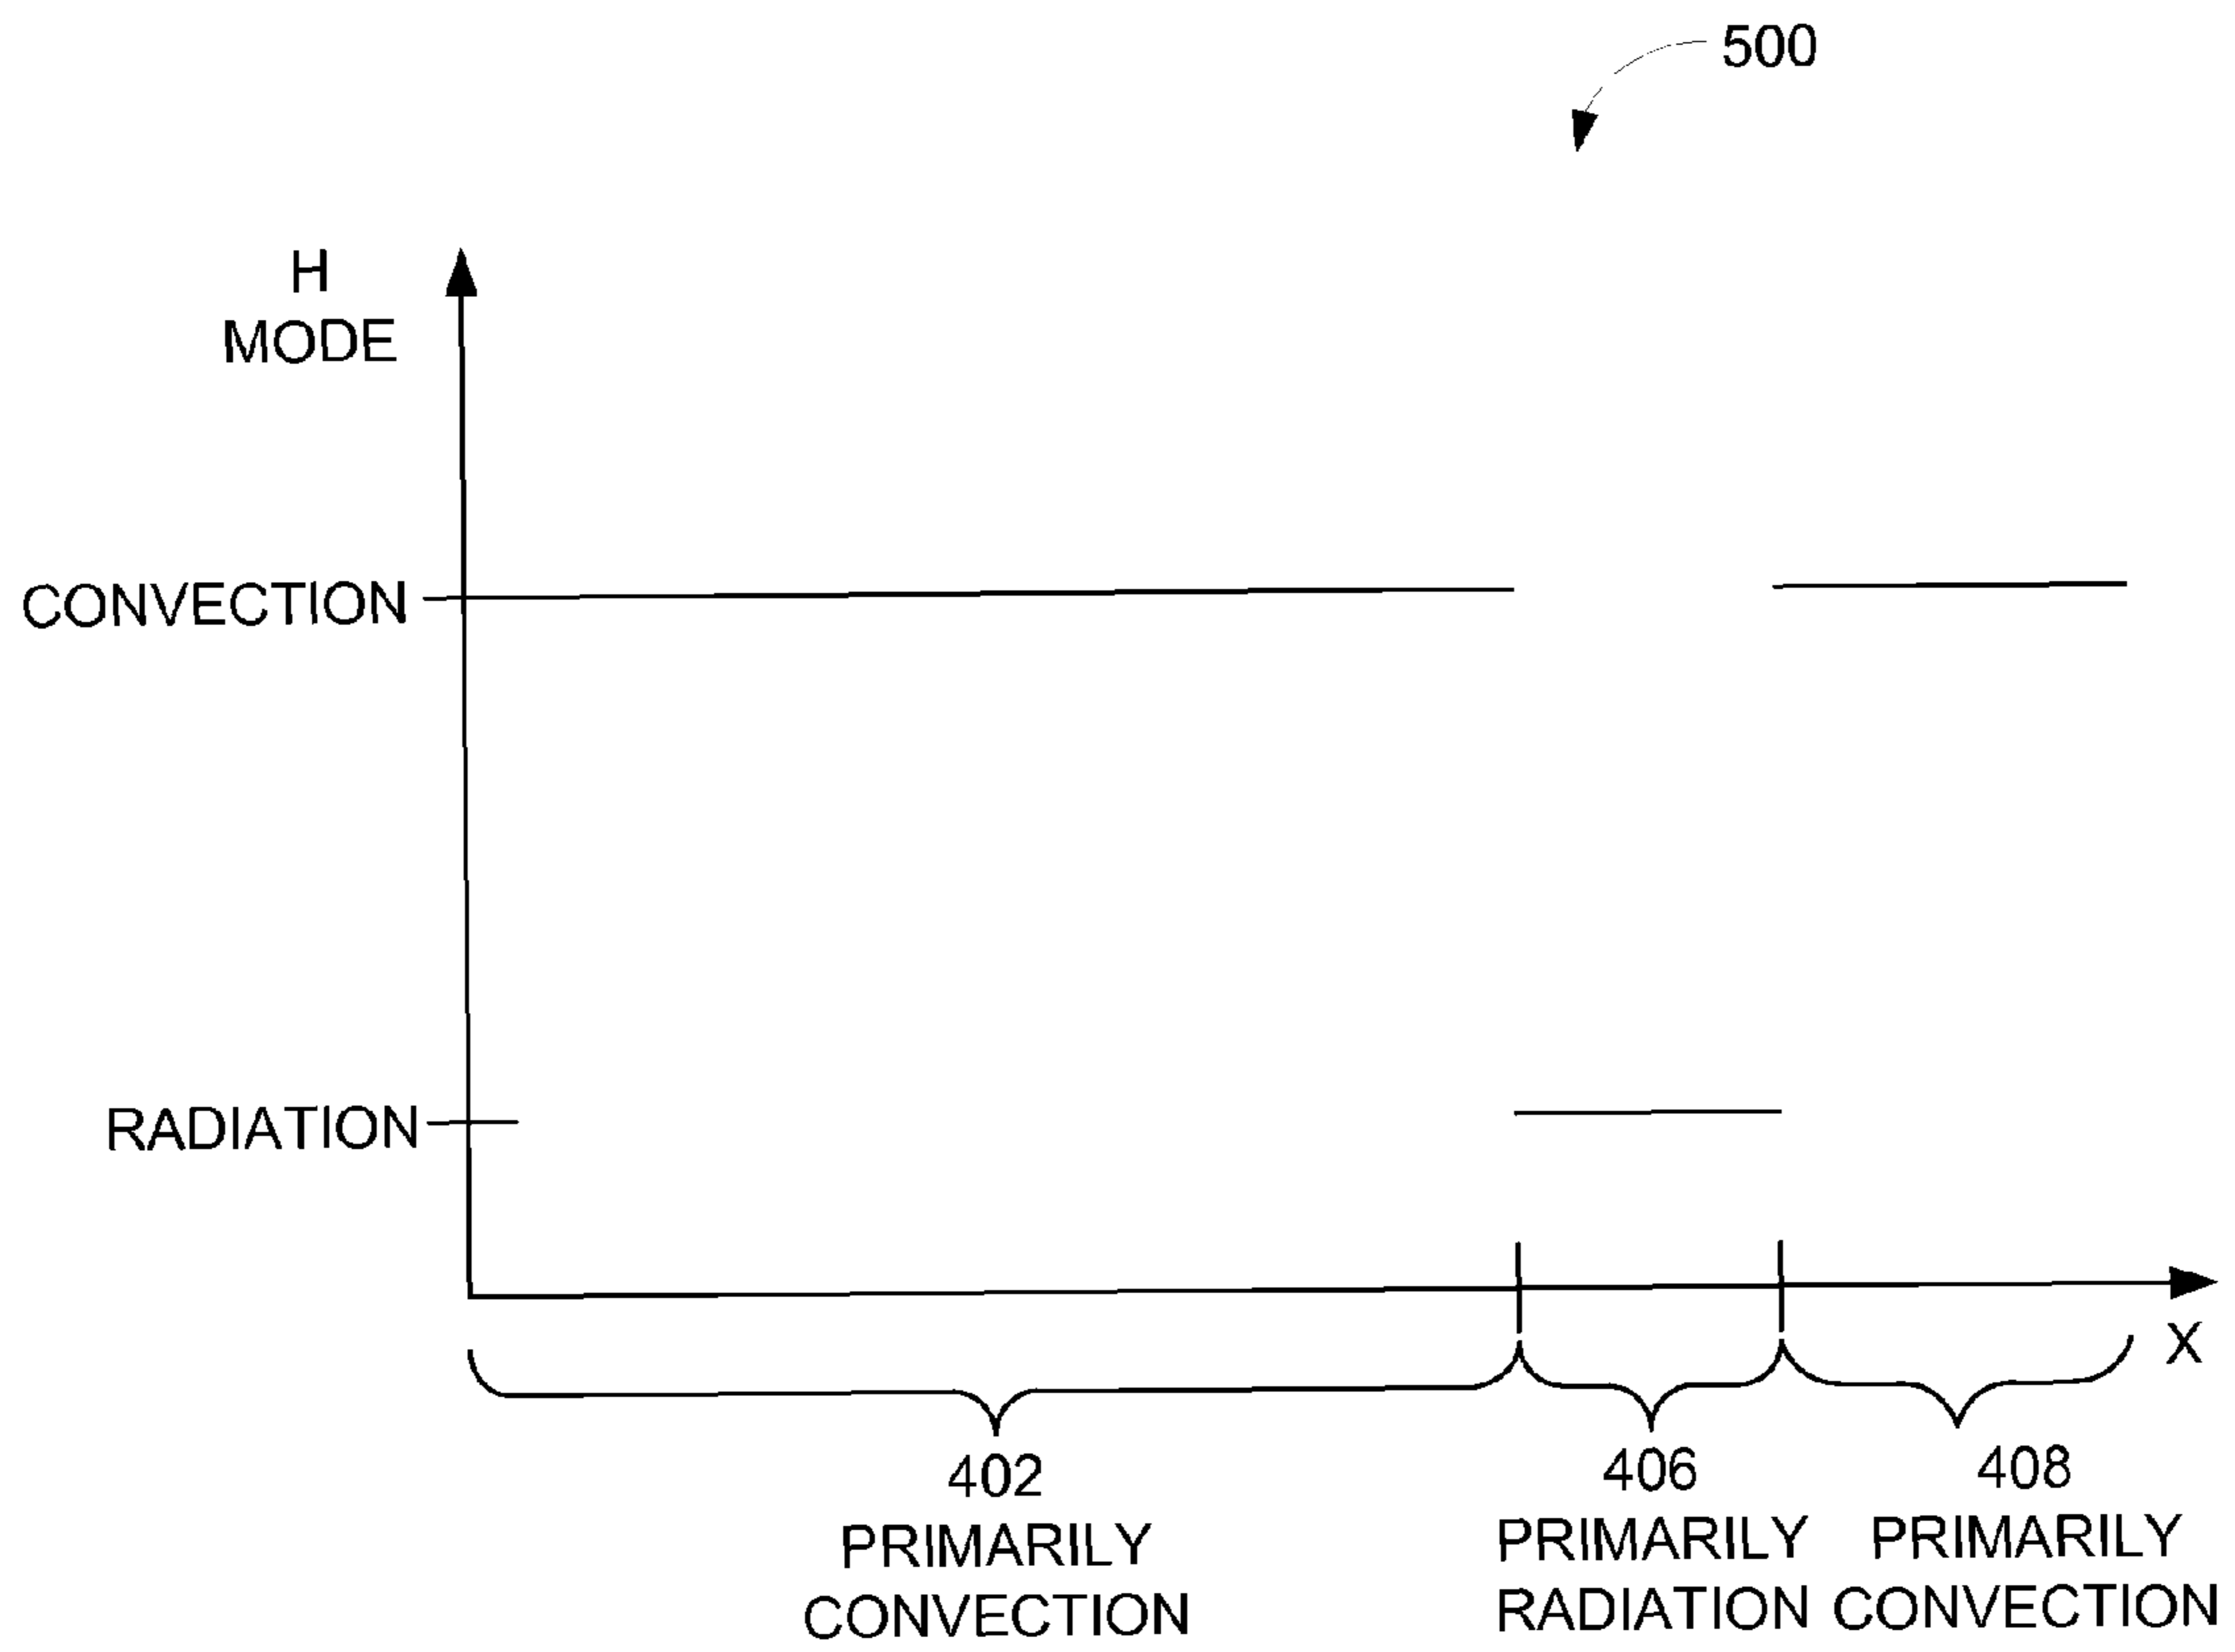 500
H
MODE
CONVECTION
RADIATION
X
402
PRIMARILY
CONVECTION
406
PRIMARILY
RADIATION
408
PRIMARILY
CONVECTION